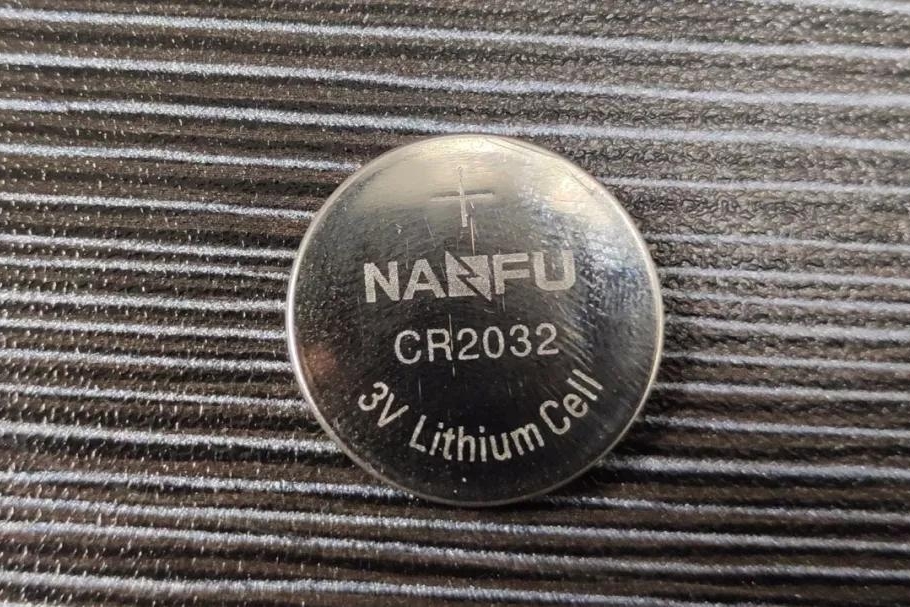 +
NANFU
CR2032
3V Lithium Cell